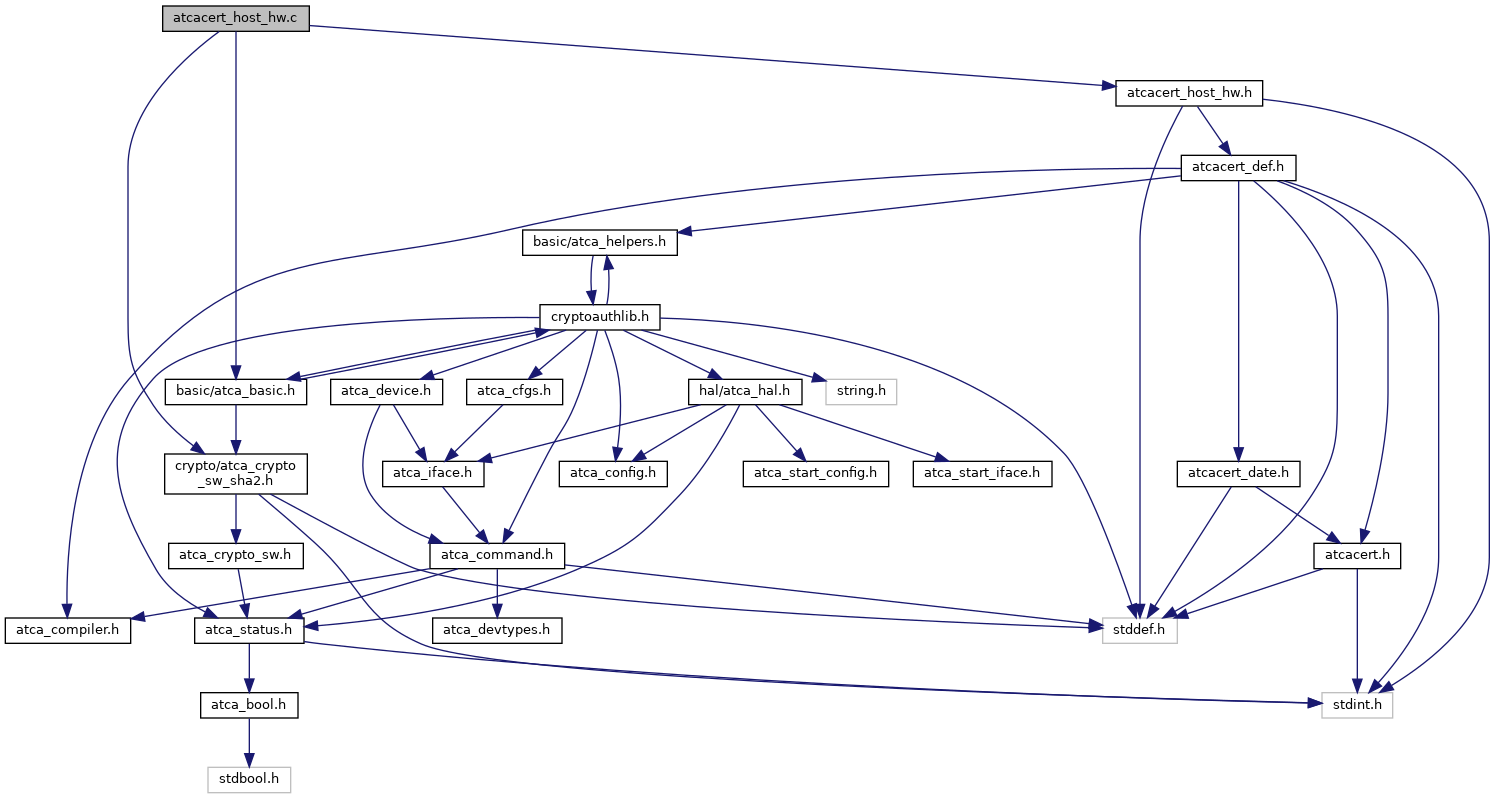 atcacert_host_hw.c
atcacert_host_hw.h
atcacert_def.h
basic/atca_helpers.h
cryptoauthlib.h
basic/atca_basic.h
atca_device.h
atca_cfgs.h
hal/atca_hal.h
string.h
crypto/atca_crypto
_sw_sha2.h
atca_iface.h
atca_config.h
atca_start_config.h
atca_start_iface.h
atcacert_date.h
atca_crypto_sw.h
atca_command.h
atcacert.h
atca_compiler.h
atca_status.h
atca_devtypes.h
stddef.h
atca_bool.h
stdint.h
stdbool.h